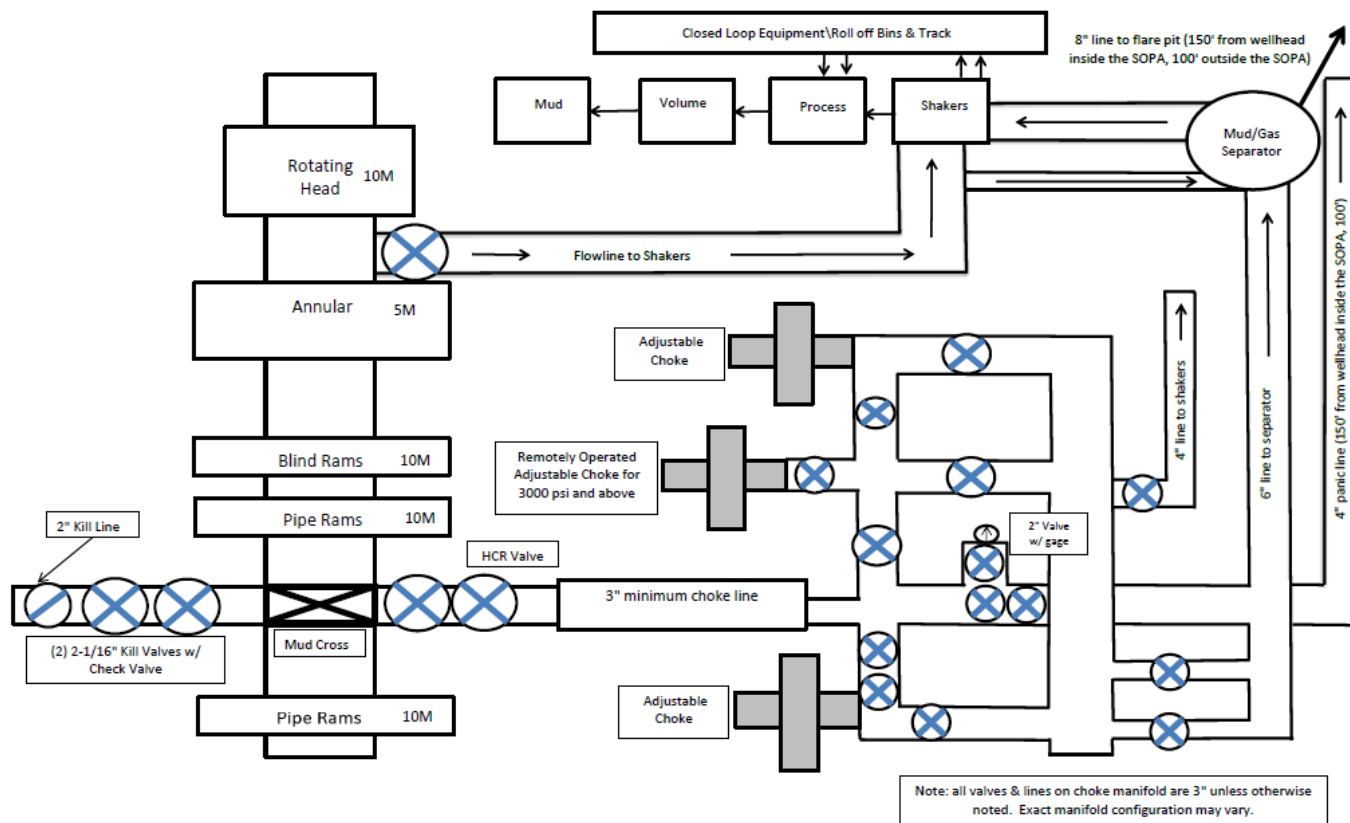 Closed Loop Equipment\Roll off Bins & Track
8" line to flare pit (150' from wellhead
inside the SOPA, 100' outside the SOPA)
Mud
Volume
Process
Shakers
Mud/Gas
Separator
Rotating
Head
10M
Flowline to Shakers
Annular
5M
Adjustable
Choke
4" line to shakers
6" line to separator
4" panic line (150' from wellhead inside the SOPA, 100')
Blind Rams
10M
Remotely Operated
Adjustable Choke for
3000 psi and above
Pipe Rams
10M
2" Kill Line
HCR Valve
2" Valve
w/ gage
3" minimum choke line
(2) 2-1/16" Kill Valves w/
Check Valve
Mud Cross
Adjustable
Choke
Pipe Rams
10M
Note: all valves & lines on choke manifold are 3" unless otherwise
noted. Exact manifold configuration may vary.